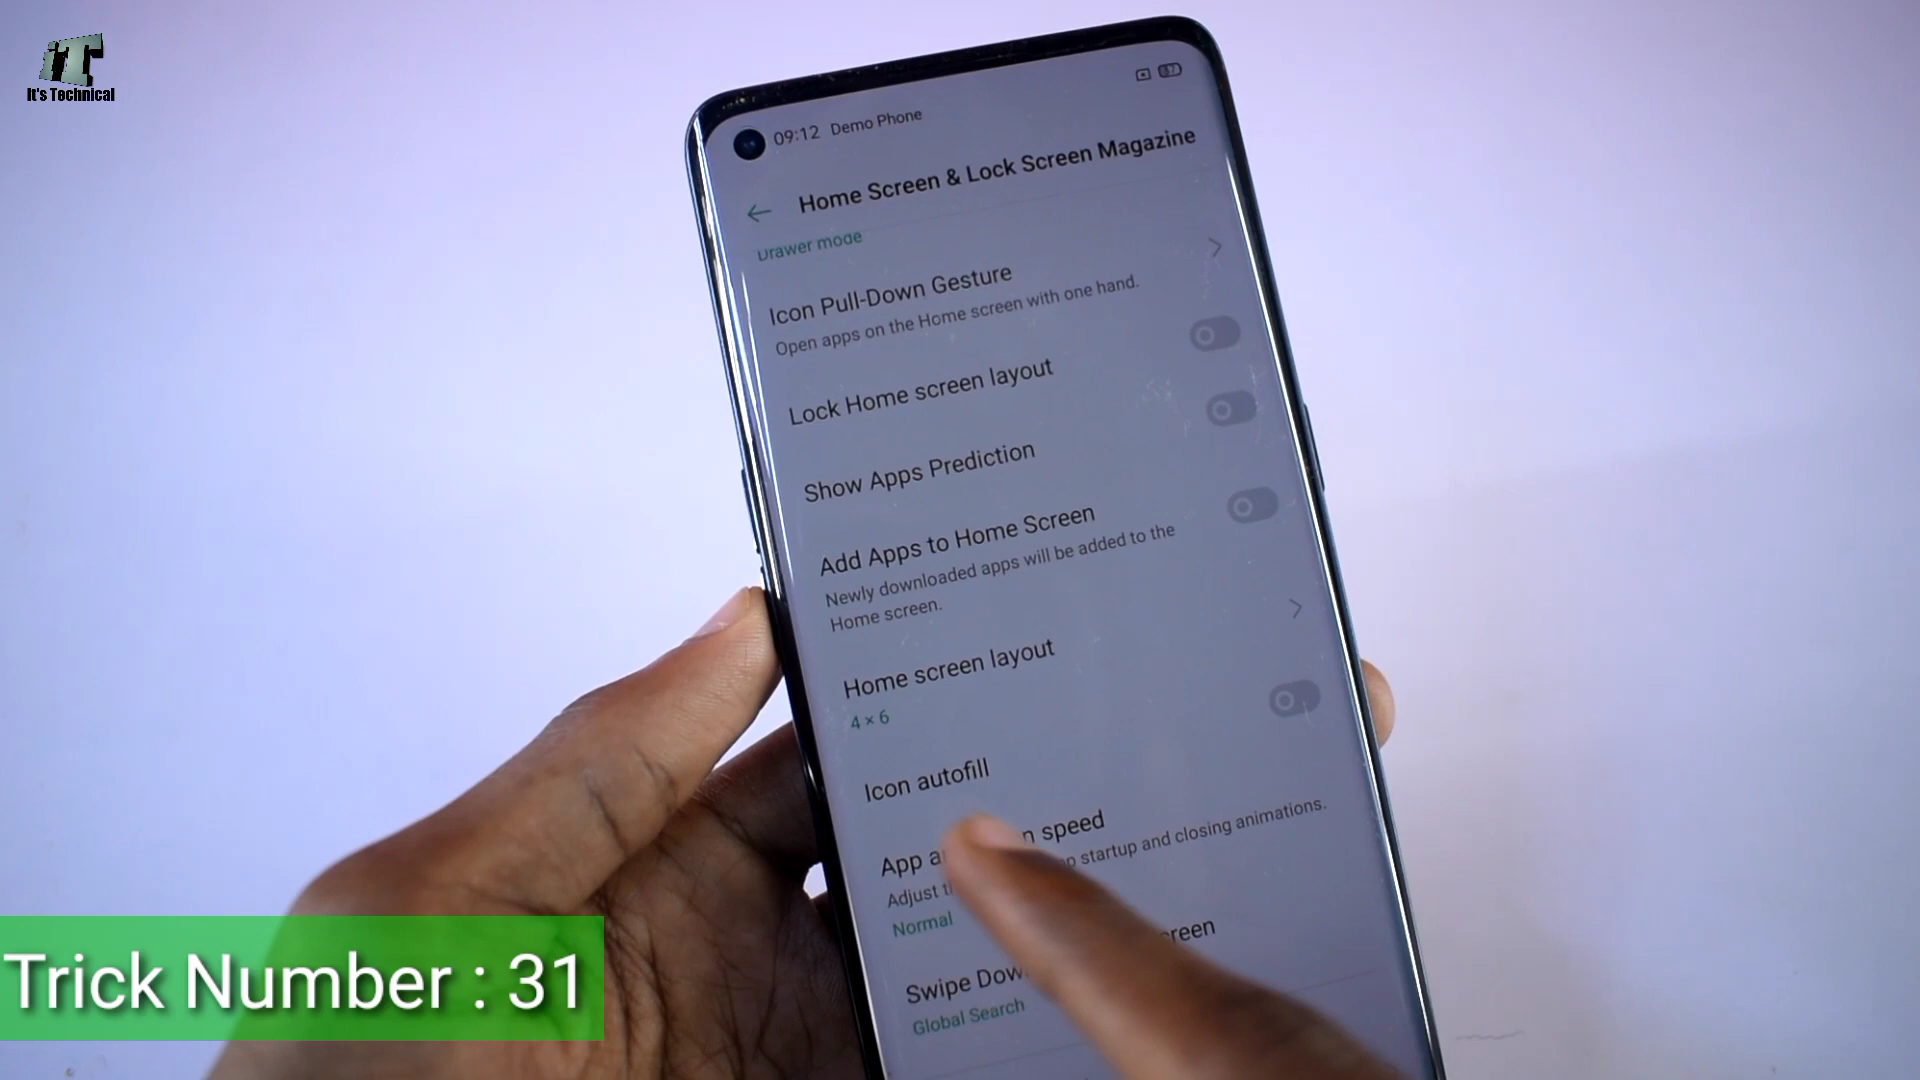 iT
It's Technical
09:12 Demo Phone
87
Home Screen & Lock Screen Magazine
Drawer mode
Icon Pull-Down Gesture
Open apps on the Home screen with one hand.
Lock Home screen layout
Show Apps Prediction
Add Apps to Home Screen
Newly downloaded apps will be added to the
Home screen.
Home screen layout
4 × 6
Icon autofill
App speed
Adjust startup and closing animations.
Normal
Swipe
Global Search
Trick Number : 31